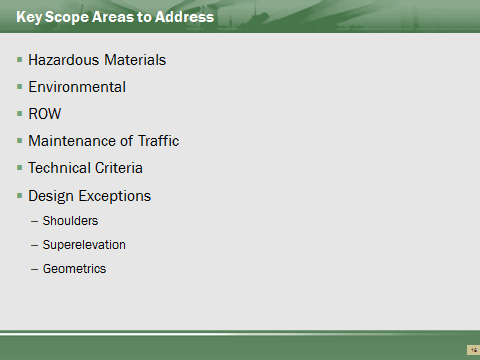 Key Scope Areas to Address
Hazardous Materials
Environmental
ROW
Maintenance of Traffic
Technical Criteria
Design Exceptions
– Shoulders
– Superelevation
– Geometrics